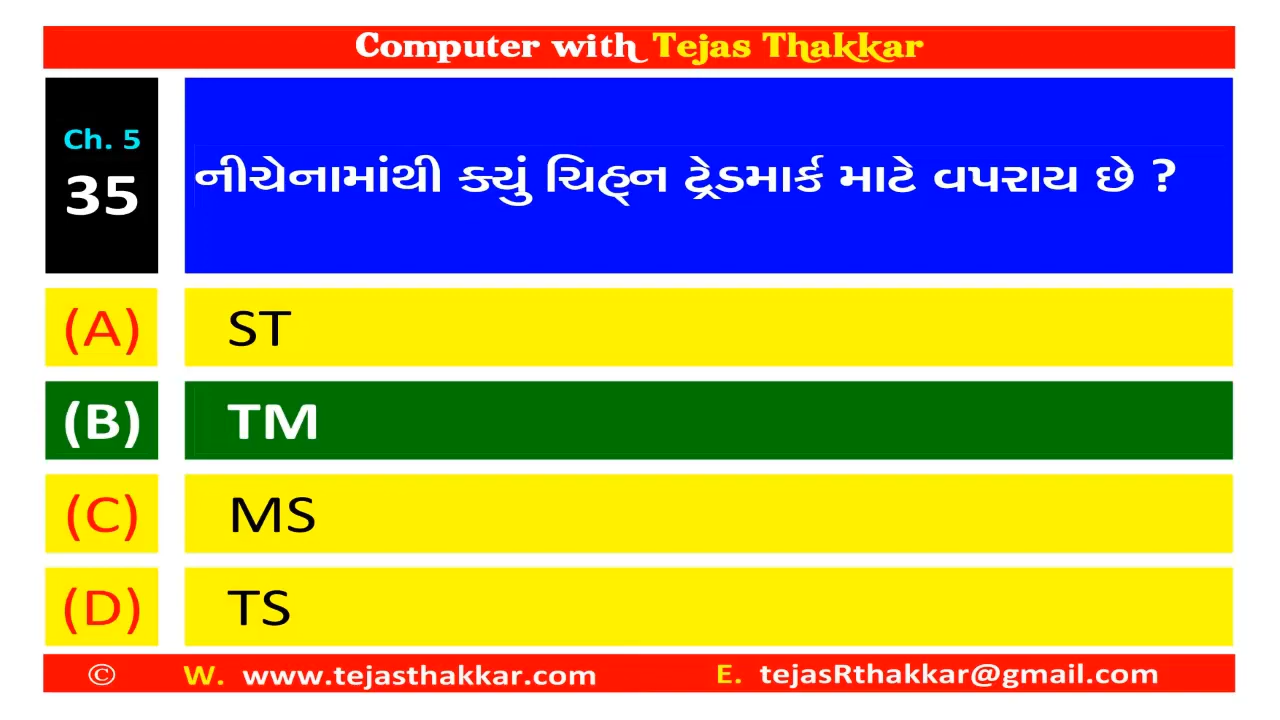 Computer with Tejas Thakkar
Ch. 5
35
નીચેનામાંથી ક્યું ચિહ્ન ટ્રેડમાર્ક માટે વપરાય છે ?
(A) ST
(B) TM
(C) MS
(D) TS
© W. www.tejasthakkar.com E. tejasRthakkar@gmail.com